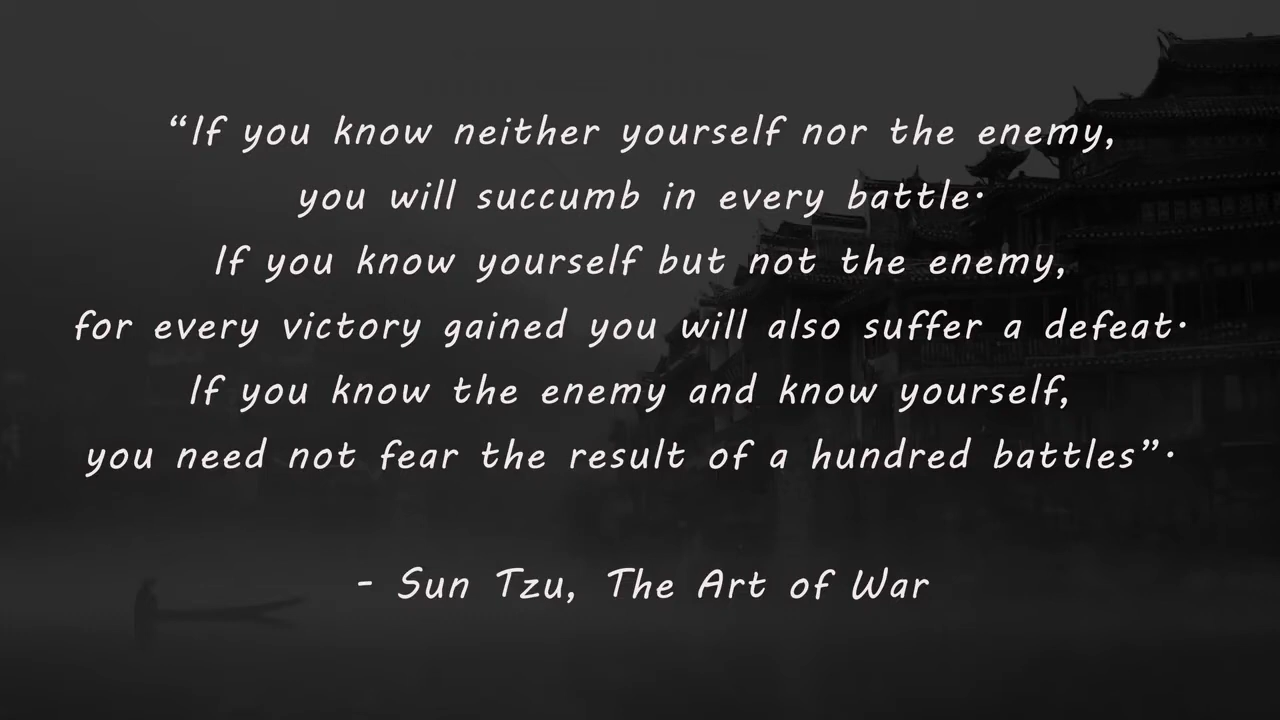 “If you know neither yourself nor the enemy,
you will succumb in every battle.
If you know yourself but not the enemy,
for every victory gained you will also suffer a defeat.
If you know the enemy and know yourself,
you need not fear the result of a hundred battles”.
- Sun Tzu, The Art of War